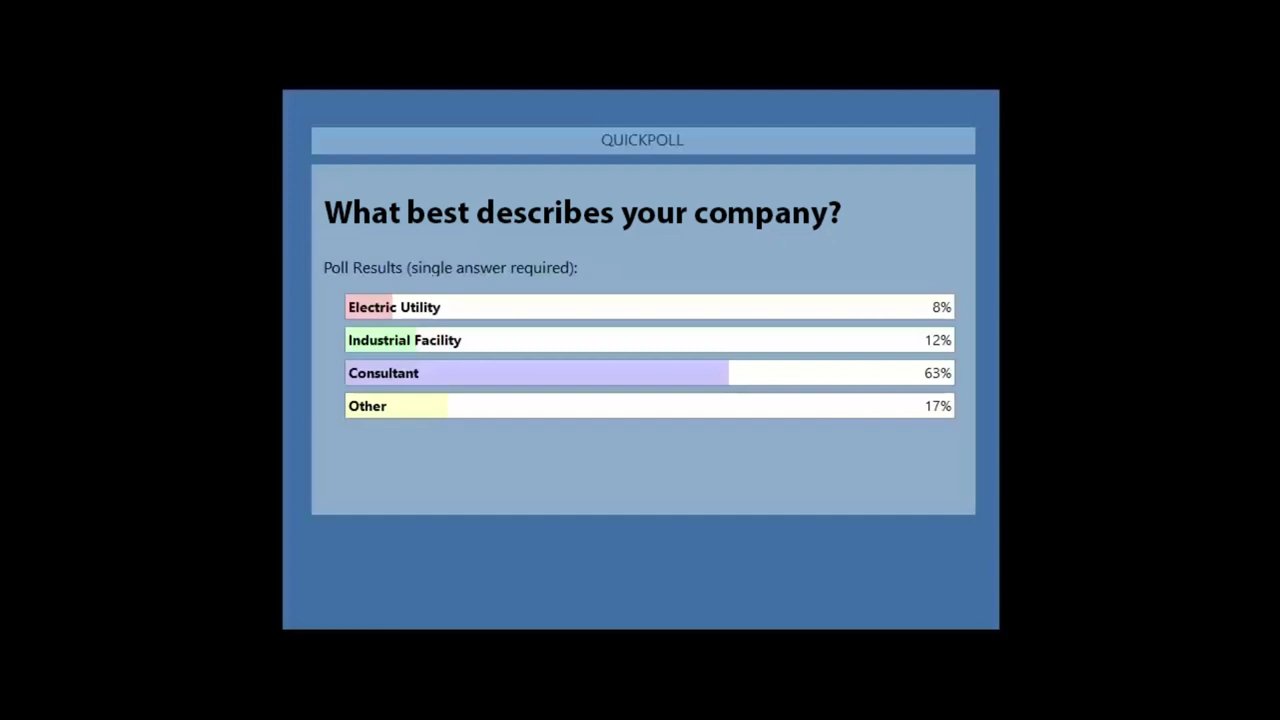 QUICKPOLL
What best describes your company?
Poll Results (single answer required):
Electric Utility 8%
Industrial Facility 12%
Consultant 63%
Other 17%